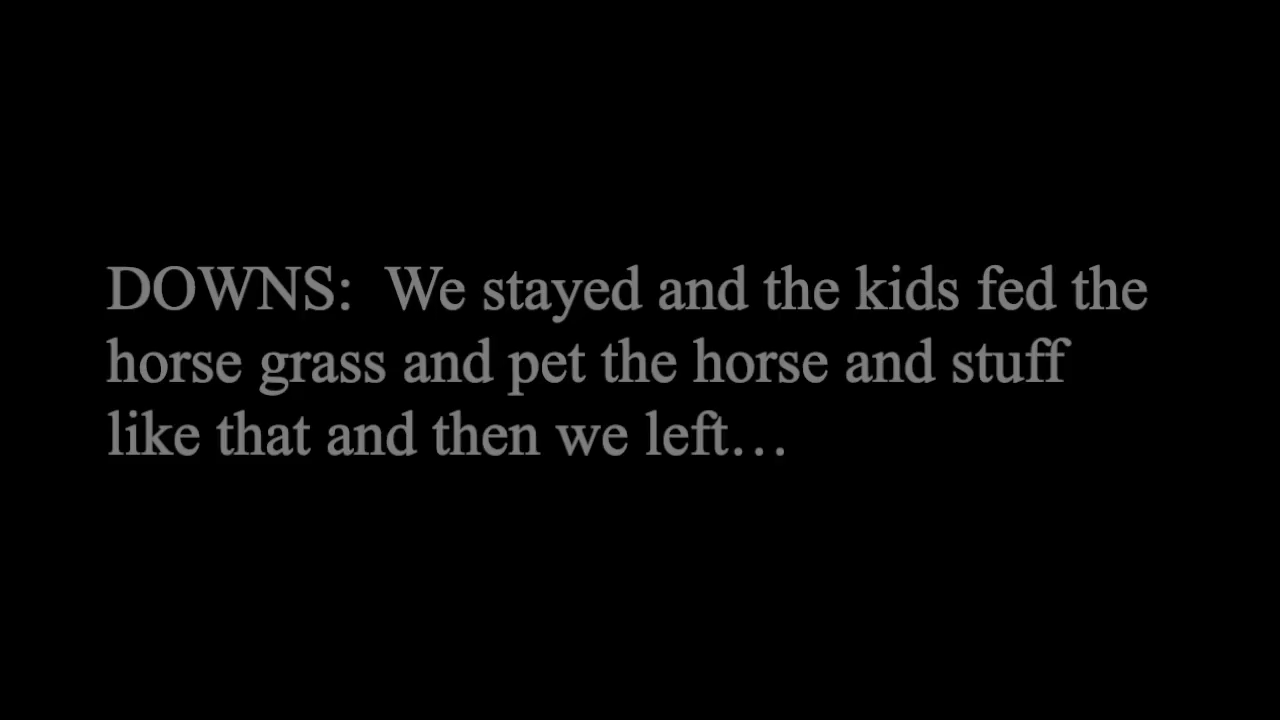 DOWNS:  We stayed and the kids fed the
horse grass and pet the horse and stuff
like that and then we left…